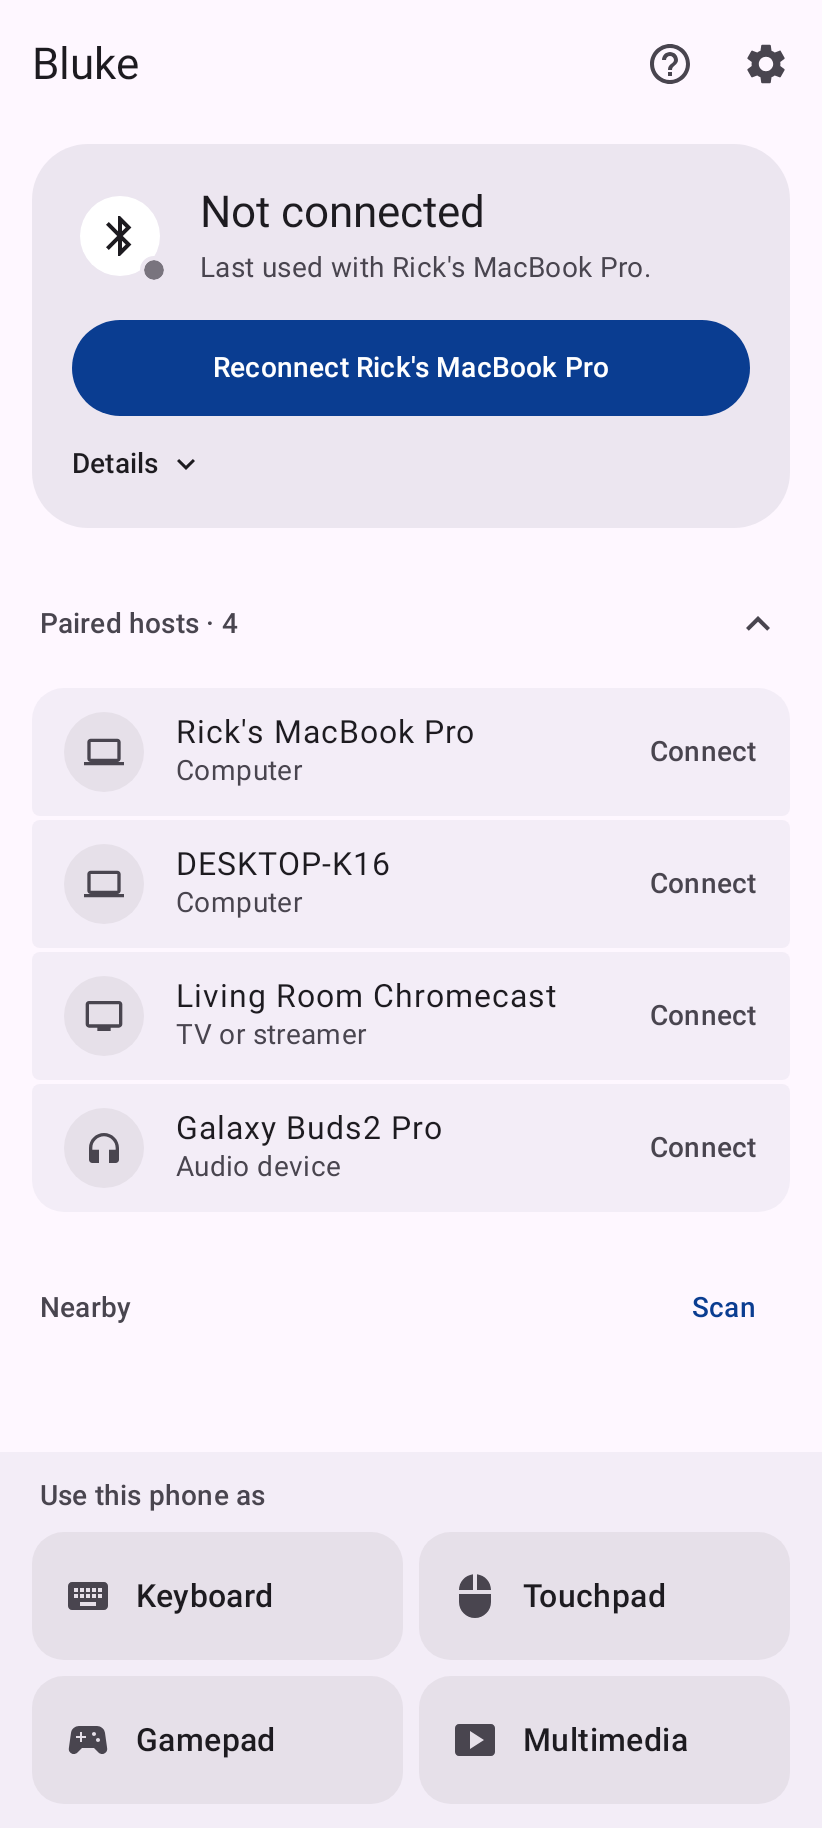 Bluke
Not connected
Last used with Rick's MacBook Pro.
Reconnect Rick's MacBook Pro
Details
Paired hosts · 4
Rick's MacBook Pro
Computer
Connect
DESKTOP-K16
Computer
Connect
Living Room Chromecast
TV or streamer
Connect
Galaxy Buds2 Pro
Audio device
Connect
Nearby
Scan
Use this phone as
Keyboard
Touchpad
Gamepad
Multimedia